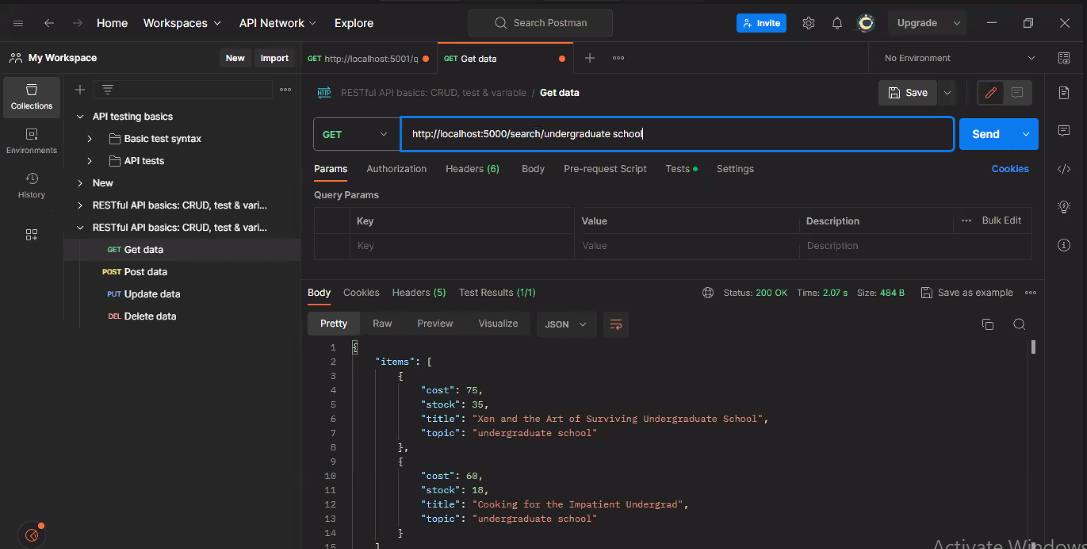 Home Workspaces API Network Explore Search Postman Invite Upgrade
My Workspace New Import GET http://localhost:5001/q GET Get data No Environment
Collections
Environments
History
API testing basics
Basic test syntax
API tests
New
RESTful API basics: CRUD, test & vari...
RESTful API basics: CRUD, test & vari...
GET Get data
POST Post data
PUT Update data
DEL Delete data
HTTP RESTful API basics: CRUD, test & variable / Get data Save
GET http://localhost:5000/search/undergraduate school Send
Params Authorization Headers (6) Body Pre-request Script Tests Settings Cookies
Query Params
Key Value Description Bulk Edit
Key Value Description
Body Cookies Headers (5) Test Results (1/1) Status: 200 OK Time: 2.07 s Size: 484 B Save as example
Pretty Raw Preview Visualize JSON
1 {
2 "items": [
3 {
4 "cost": 75,
5 "stock": 35,
6 "title": "Xen and the Art of Surviving Undergraduate School",
7 "topic": "undergraduate school"
8 },
9 {
10 "cost": 60,
11 "stock": 18,
12 "title": "Cooking for the Impatient Undergrad",
13 "topic": "undergraduate school"
14 }
15 ]
Activate Windows